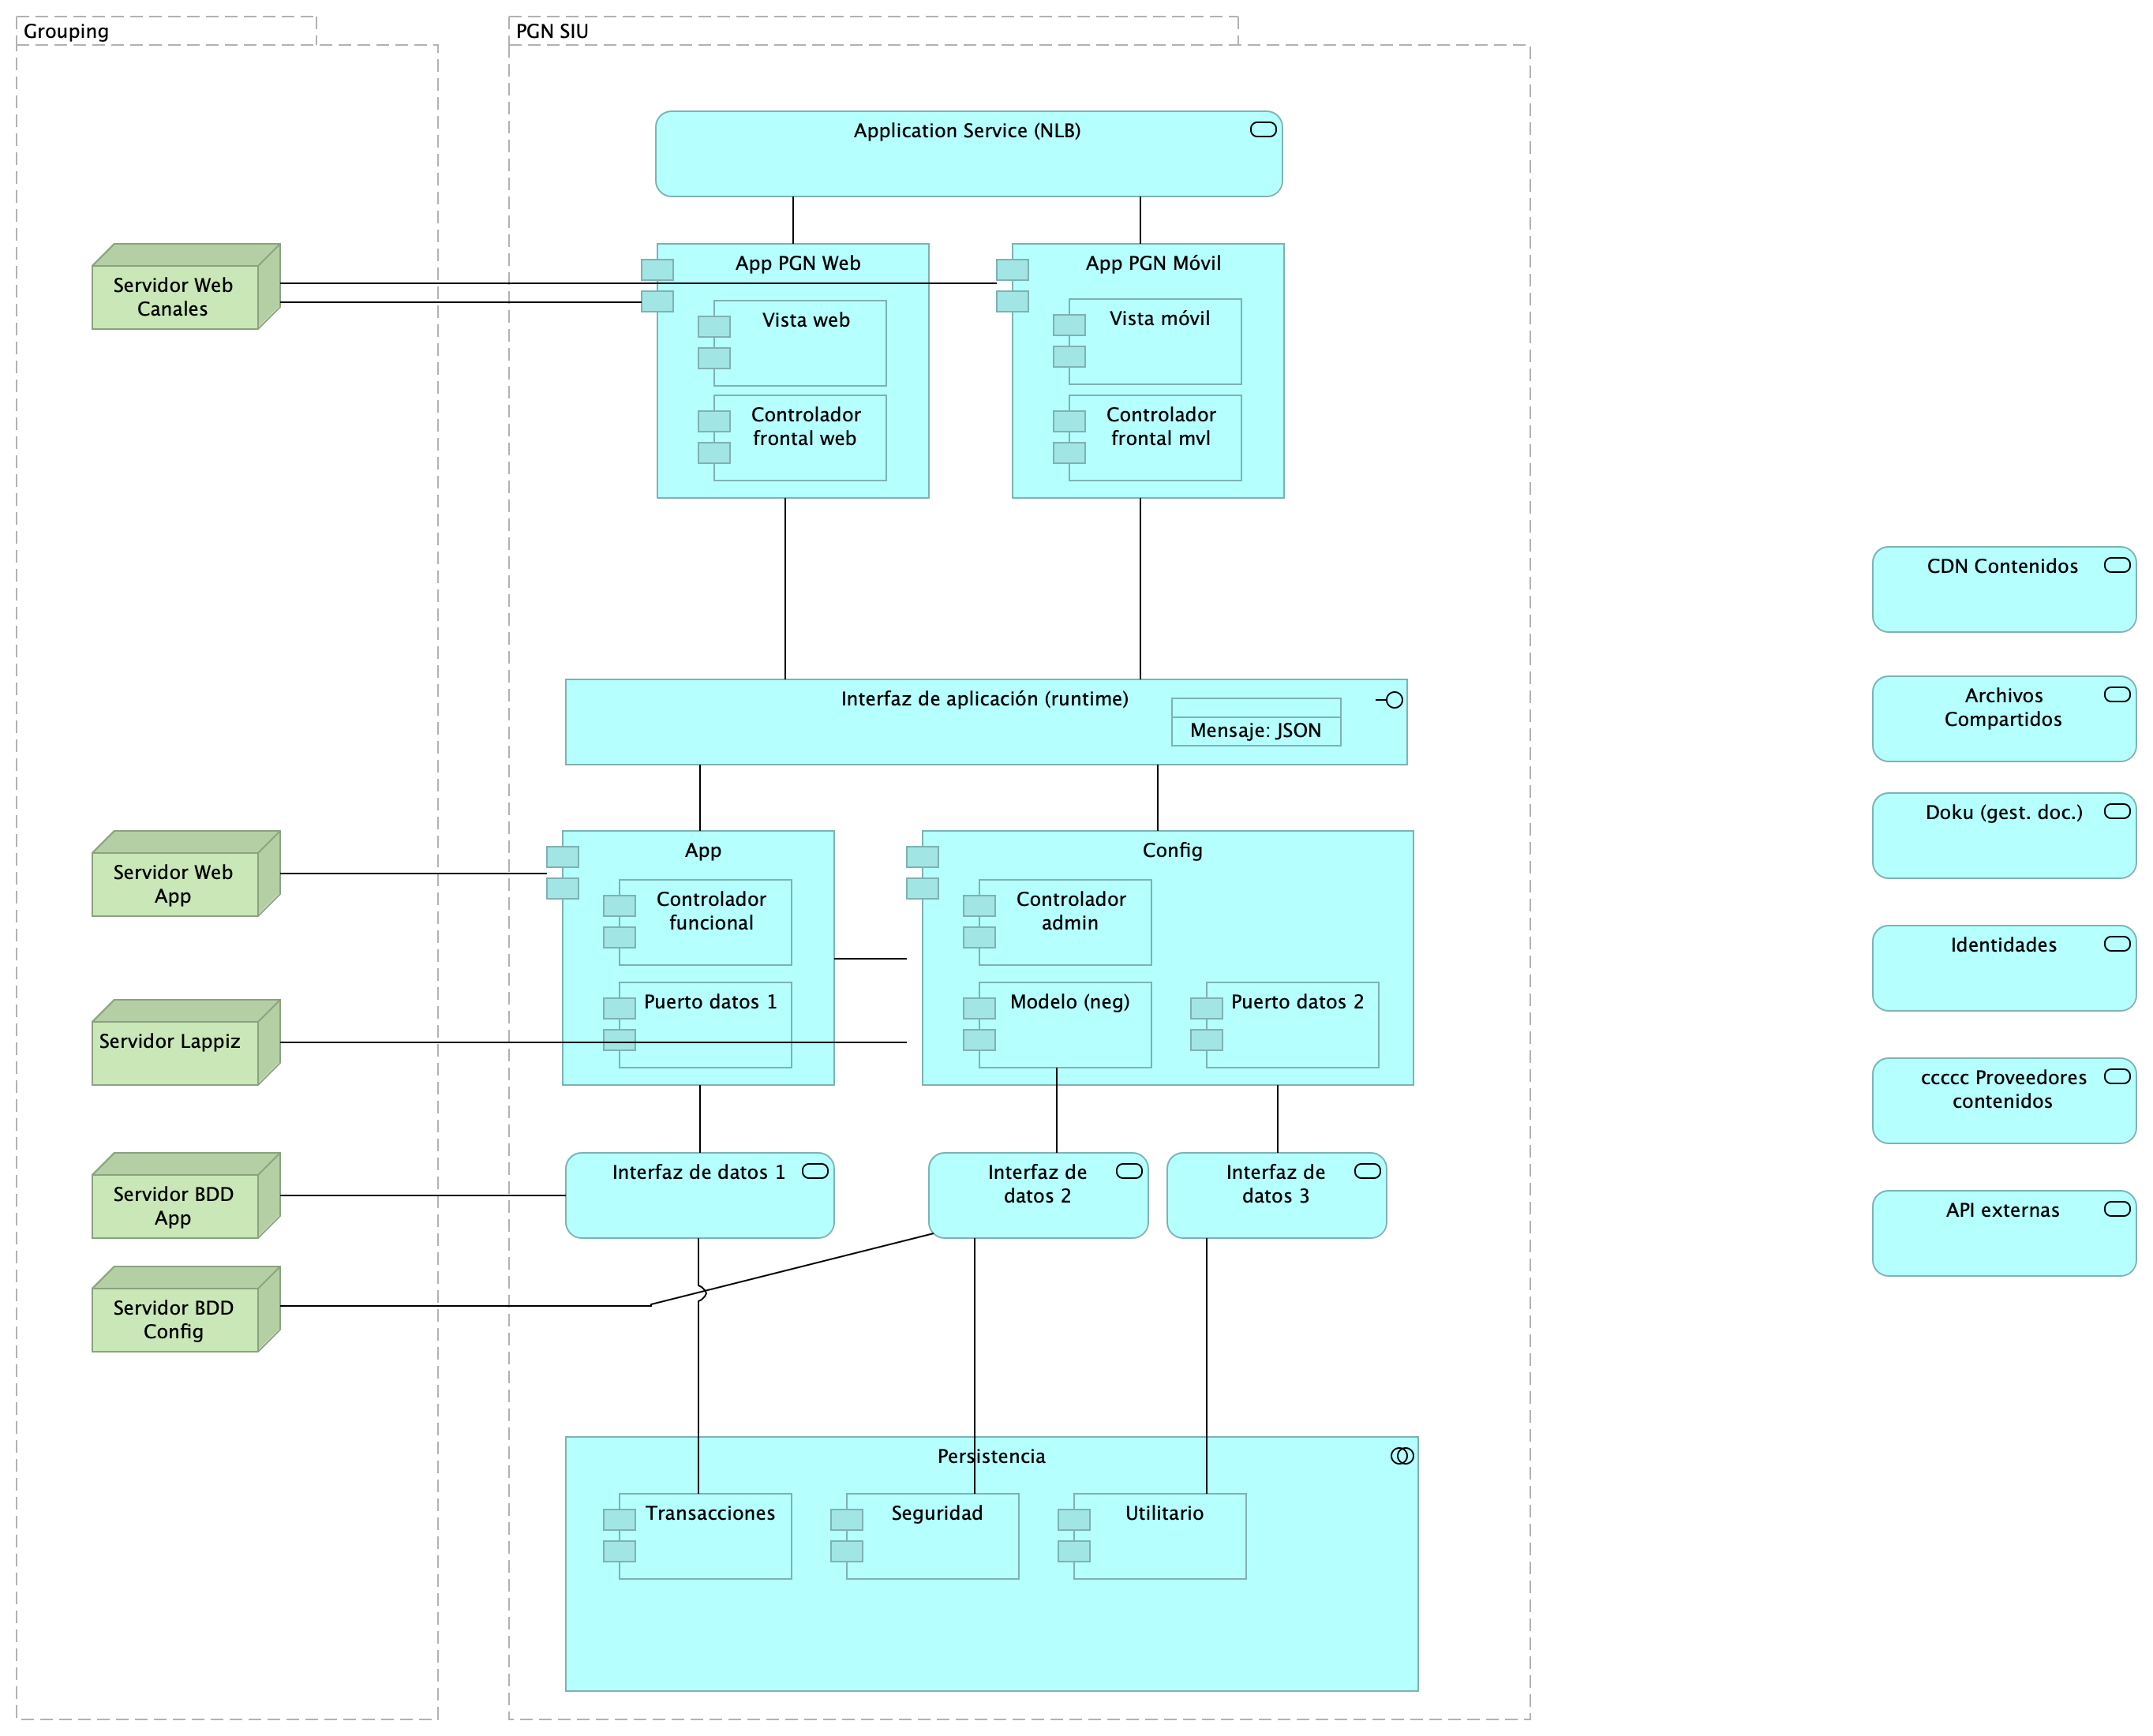 Grouping
PGN SIU
Application Service (NLB)
Servidor Web
Canales
App PGN Web
App PGN Móvil
Vista web
Vista móvil
Controlador
frontal web
Controlador
frontal mvl
CDN Contenidos
Interfaz de aplicación (runtime)
Mensaje: JSON
Archivos
Compartidos
Doku (gest. doc.)
Servidor Web
App
App
Config
Controlador
funcional
Controlador
admin
Identidades
Servidor Lappiz
Puerto datos 1
Modelo (neg)
Puerto datos 2
ccccc Proveedores
contenidos
Servidor BDD
App
Interfaz de datos 1
Interfaz de
datos 2
Interfaz de
datos 3
API externas
Servidor BDD
Config
Persistencia
Transacciones
Seguridad
Utilitario